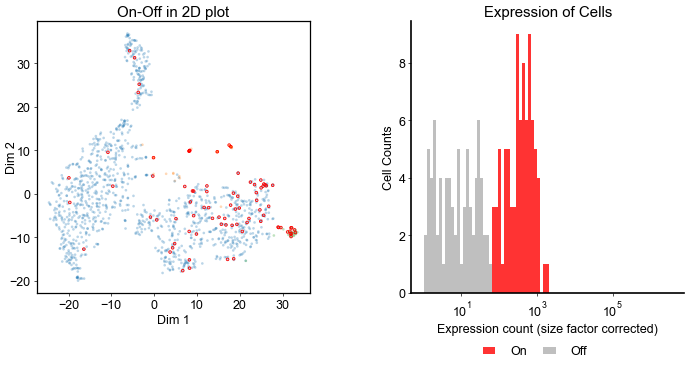 On-Off in 2D plot
Expression of Cells
Dim 2
30
20
10
0
−10
−20
−20 −10 0 10 20 30
Dim 1
Cell Counts
8
6
4
2
0
10^1 10^3 10^5
Expression count (size factor corrected)
On Off